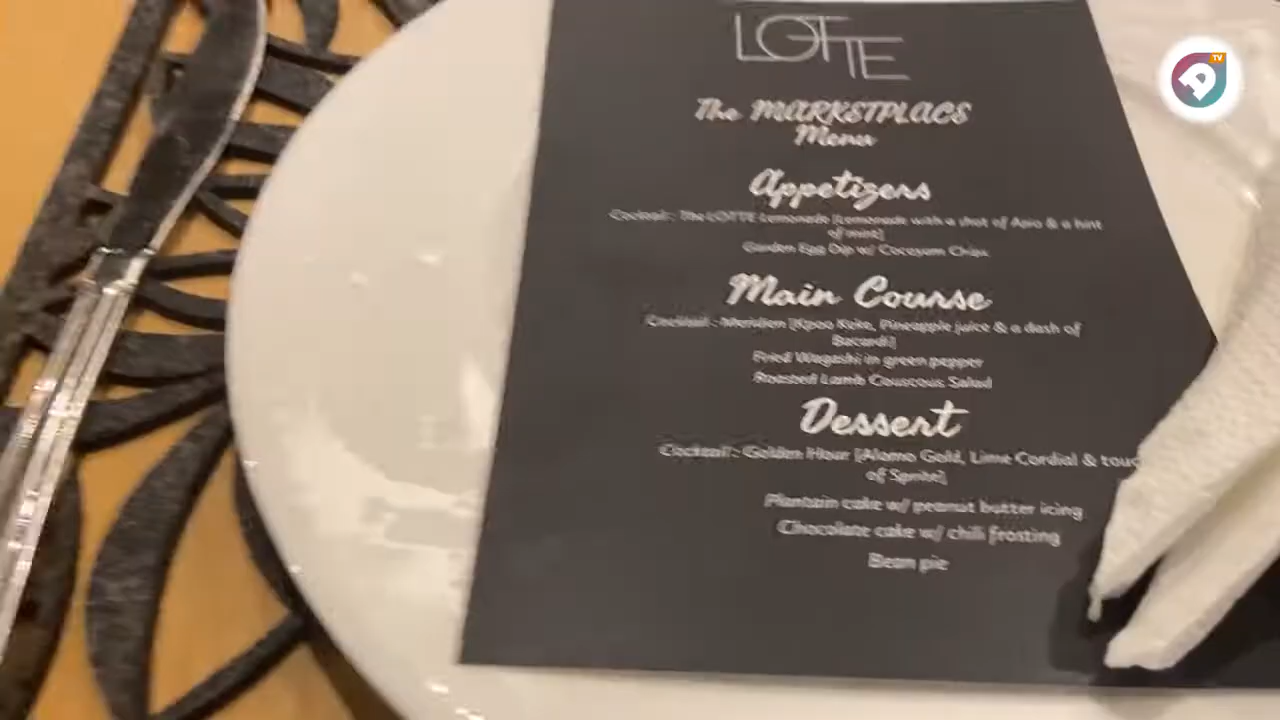 LOTTE
The MARKETPLACE
Menu
Appetizers
Cocktail: The LOTTE Lemonade [Lemonade with a shot of Apio & a hint
of mint]
Garden Egg Dip w/ Cocoyam Chips
Main Course
Cocktail: Meridien [Kpoo Keke, Pineapple juice & a dash of
Bacardi]
Fried Wagashi in green pepper
Roasted Lamb Couscous Salad
Dessert
Cocktail: Golden Hour [Alomo Gold, Lime Cordial & touc
of Sprite]
Plantain cake w/ peanut butter icing
Chocolate cake w/ chili frosting
Bean pie
TV